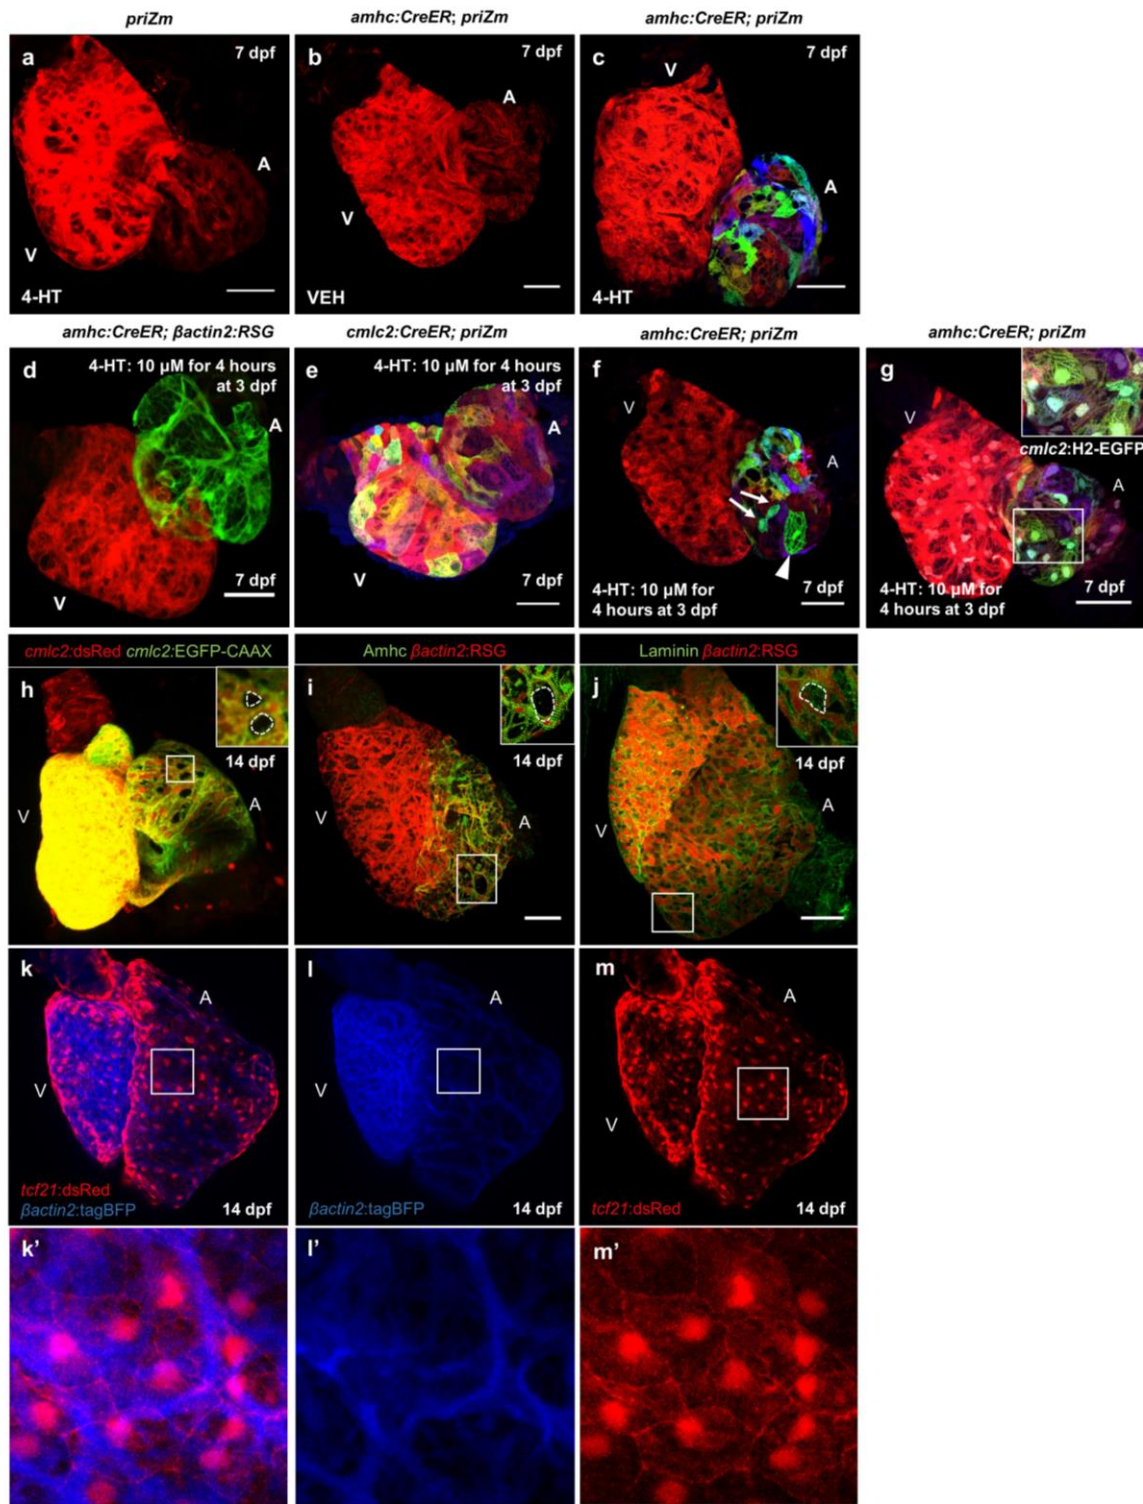 priZm
amhc:CreER; priZm
amhc:CreER; priZm
a
7 dpf
A
V
4-HT
b
7 dpf
A
V
VEH
c
7 dpf
V
A
4-HT
amhc:CreER; βactin2:RSG
cmlc2:CreER; priZm
amhc:CreER; priZm
amhc:CreER; priZm
d
4-HT: 10 µM for 4 hours
at 3 dpf
A
V
7 dpf
e
4-HT: 10 µM for 4 hours
at 3 dpf
A
V
7 dpf
f
V
A
4-HT: 10 µM for
4 hours at 3 dpf
7 dpf
g
V
cmlc2:H2-EGFP
A
4-HT: 10 µM for
4 hours at 3 dpf
7 dpf
cmlc2:dsRed cmlc2:EGFP-CAAX
h
14 dpf
V
A
Amhc βactin2:RSG
i
14 dpf
V
A
Laminin βactin2:RSG
j
14 dpf
V
A
k
A
V
tcf21:dsRed
βactin2:tagBFP
14 dpf
l
A
V
βactin2:tagBFP
14 dpf
m
A
V
tcf21:dsRed
14 dpf
k’
l’
m’